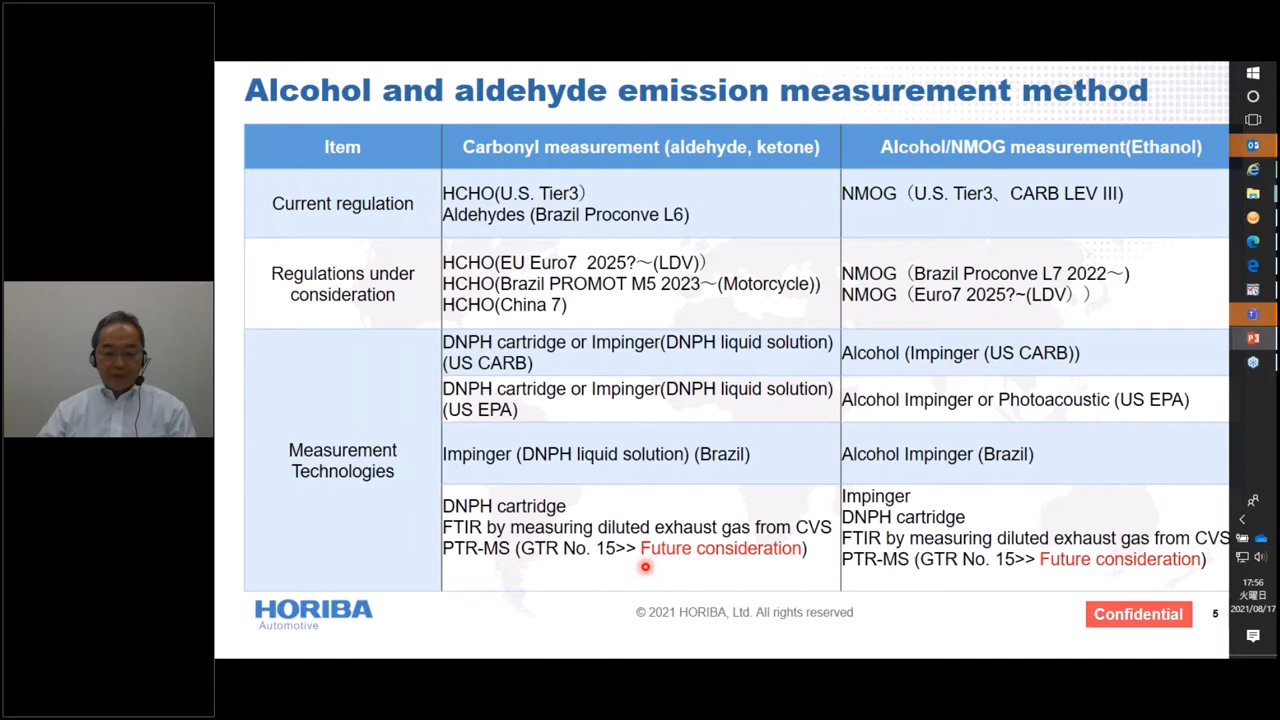 Alcohol and aldehyde emission measurement method
Item
Carbonyl measurement (aldehyde, ketone)
Alcohol/NMOG measurement(Ethanol)
Current regulation
HCHO(U.S. Tier3）
Aldehydes (Brazil Proconve L6)
NMOG（U.S. Tier3、CARB LEV III)
Regulations under
consideration
HCHO(EU Euro7 2025?～(LDV)）
HCHO(Brazil PROMOT M5 2023～(Motorcycle))
HCHO(China 7)
NMOG（Brazil Proconve L7 2022～)
NMOG（Euro7 2025?~(LDV））
Measurement
Technologies
DNPH cartridge or Impinger(DNPH liquid solution)
(US CARB)
Alcohol (Impinger (US CARB))
DNPH cartridge or Impinger(DNPH liquid solution)
(US EPA)
Alcohol Impinger or Photoacoustic (US EPA)
Impinger (DNPH liquid solution) (Brazil)
Alcohol Impinger (Brazil)
DNPH cartridge
FTIR by measuring diluted exhaust gas from CVS
PTR-MS (GTR No. 15>> Future consideration)
Impinger
DNPH cartridge
FTIR by measuring diluted exhaust gas from CVS
PTR-MS (GTR No. 15>> Future consideration)
HORIBA
Automotive
© 2021 HORIBA, Ltd. All rights reserved
Confidential
5
17:56
火曜日
2021/08/17